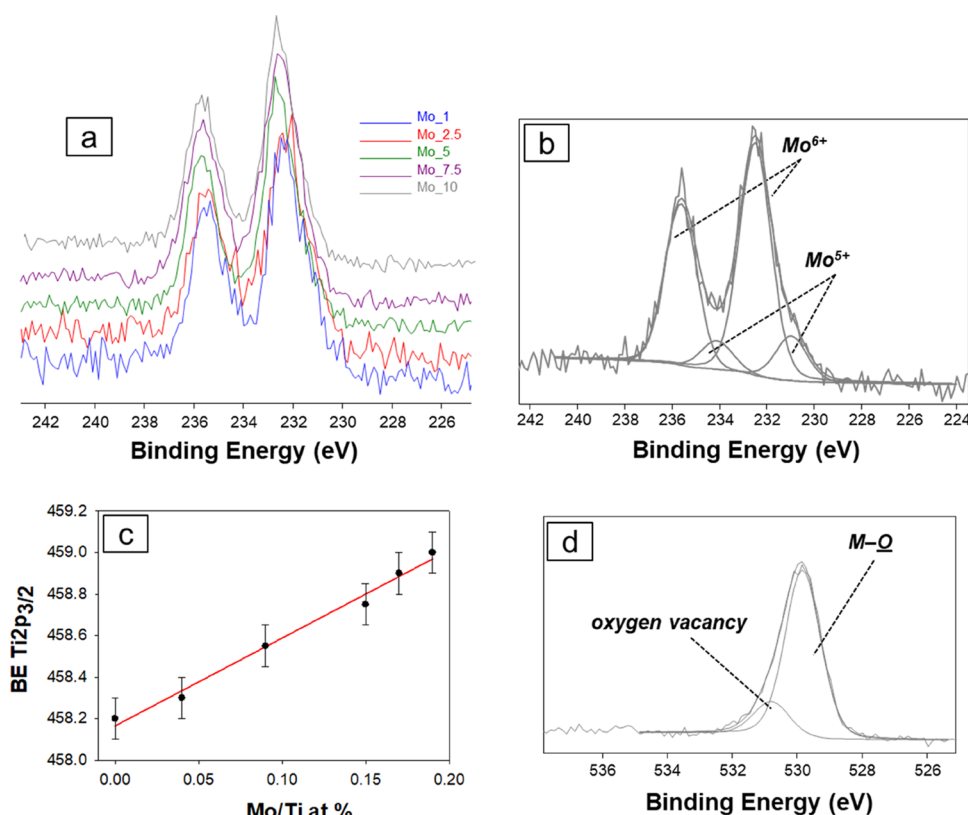 a
Mo_1
Mo_2.5
Mo_5
Mo_7.5
Mo_10
242 240 238 236 234 232 230 228 226
Binding Energy (eV)
b
Mo6+
Mo5+
242 240 238 236 234 232 230 228 226 224
Binding Energy (eV)
c
459.2
459.0
458.8
458.6
458.4
458.2
458.0
BE Ti2p3/2
0.00 0.05 0.10 0.15 0.20
Mo/Ti at %
d
M–O
oxygen vacancy
536 534 532 530 528 526
Binding Energy (eV)